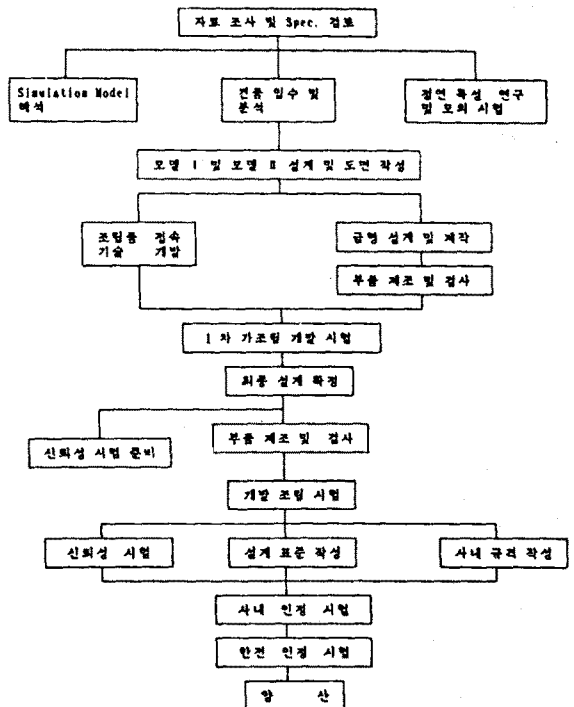 자료 조사 및 Spec. 검토
Simulation Model
해석
견품 입수 및
분석
절연 특성 연구
및 모의 시험
모델 I 및 모델 II 설계 및 도면 작성
조립품 접속
기술 개발
금형 설계 및 제작
부품 제조 및 검사
1 차 가조립 개발 시험
최종 설계 확정
신뢰성 시험 준비
부품 제조 및 검사
개발 조립 시험
신뢰성 시험
설계 표준 작성
사내 규격 작성
사내 인정 시험
안전 인정 시험
양 산